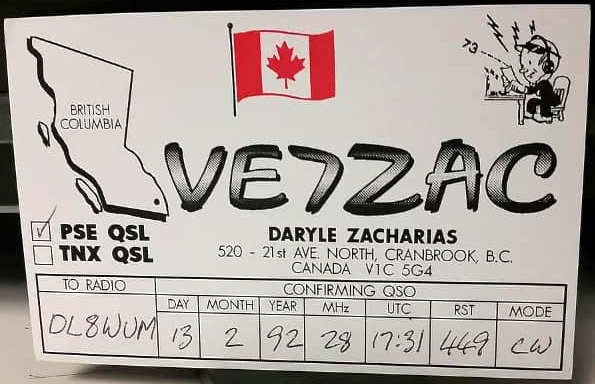 73
BRITISH
COLUMBIA
VE7ZAC
PSE QSL
TNX QSL
DARYLE ZACHARIAS
520 - 21st AVE. NORTH, CRANBROOK, B.C.
CANADA V1C 5G4
TO RADIO
CONFIRMING QSO
DAY MONTH YEAR MHz UTC RST MODE
DL8WUM 13 2 92 28 17:31 449 CW